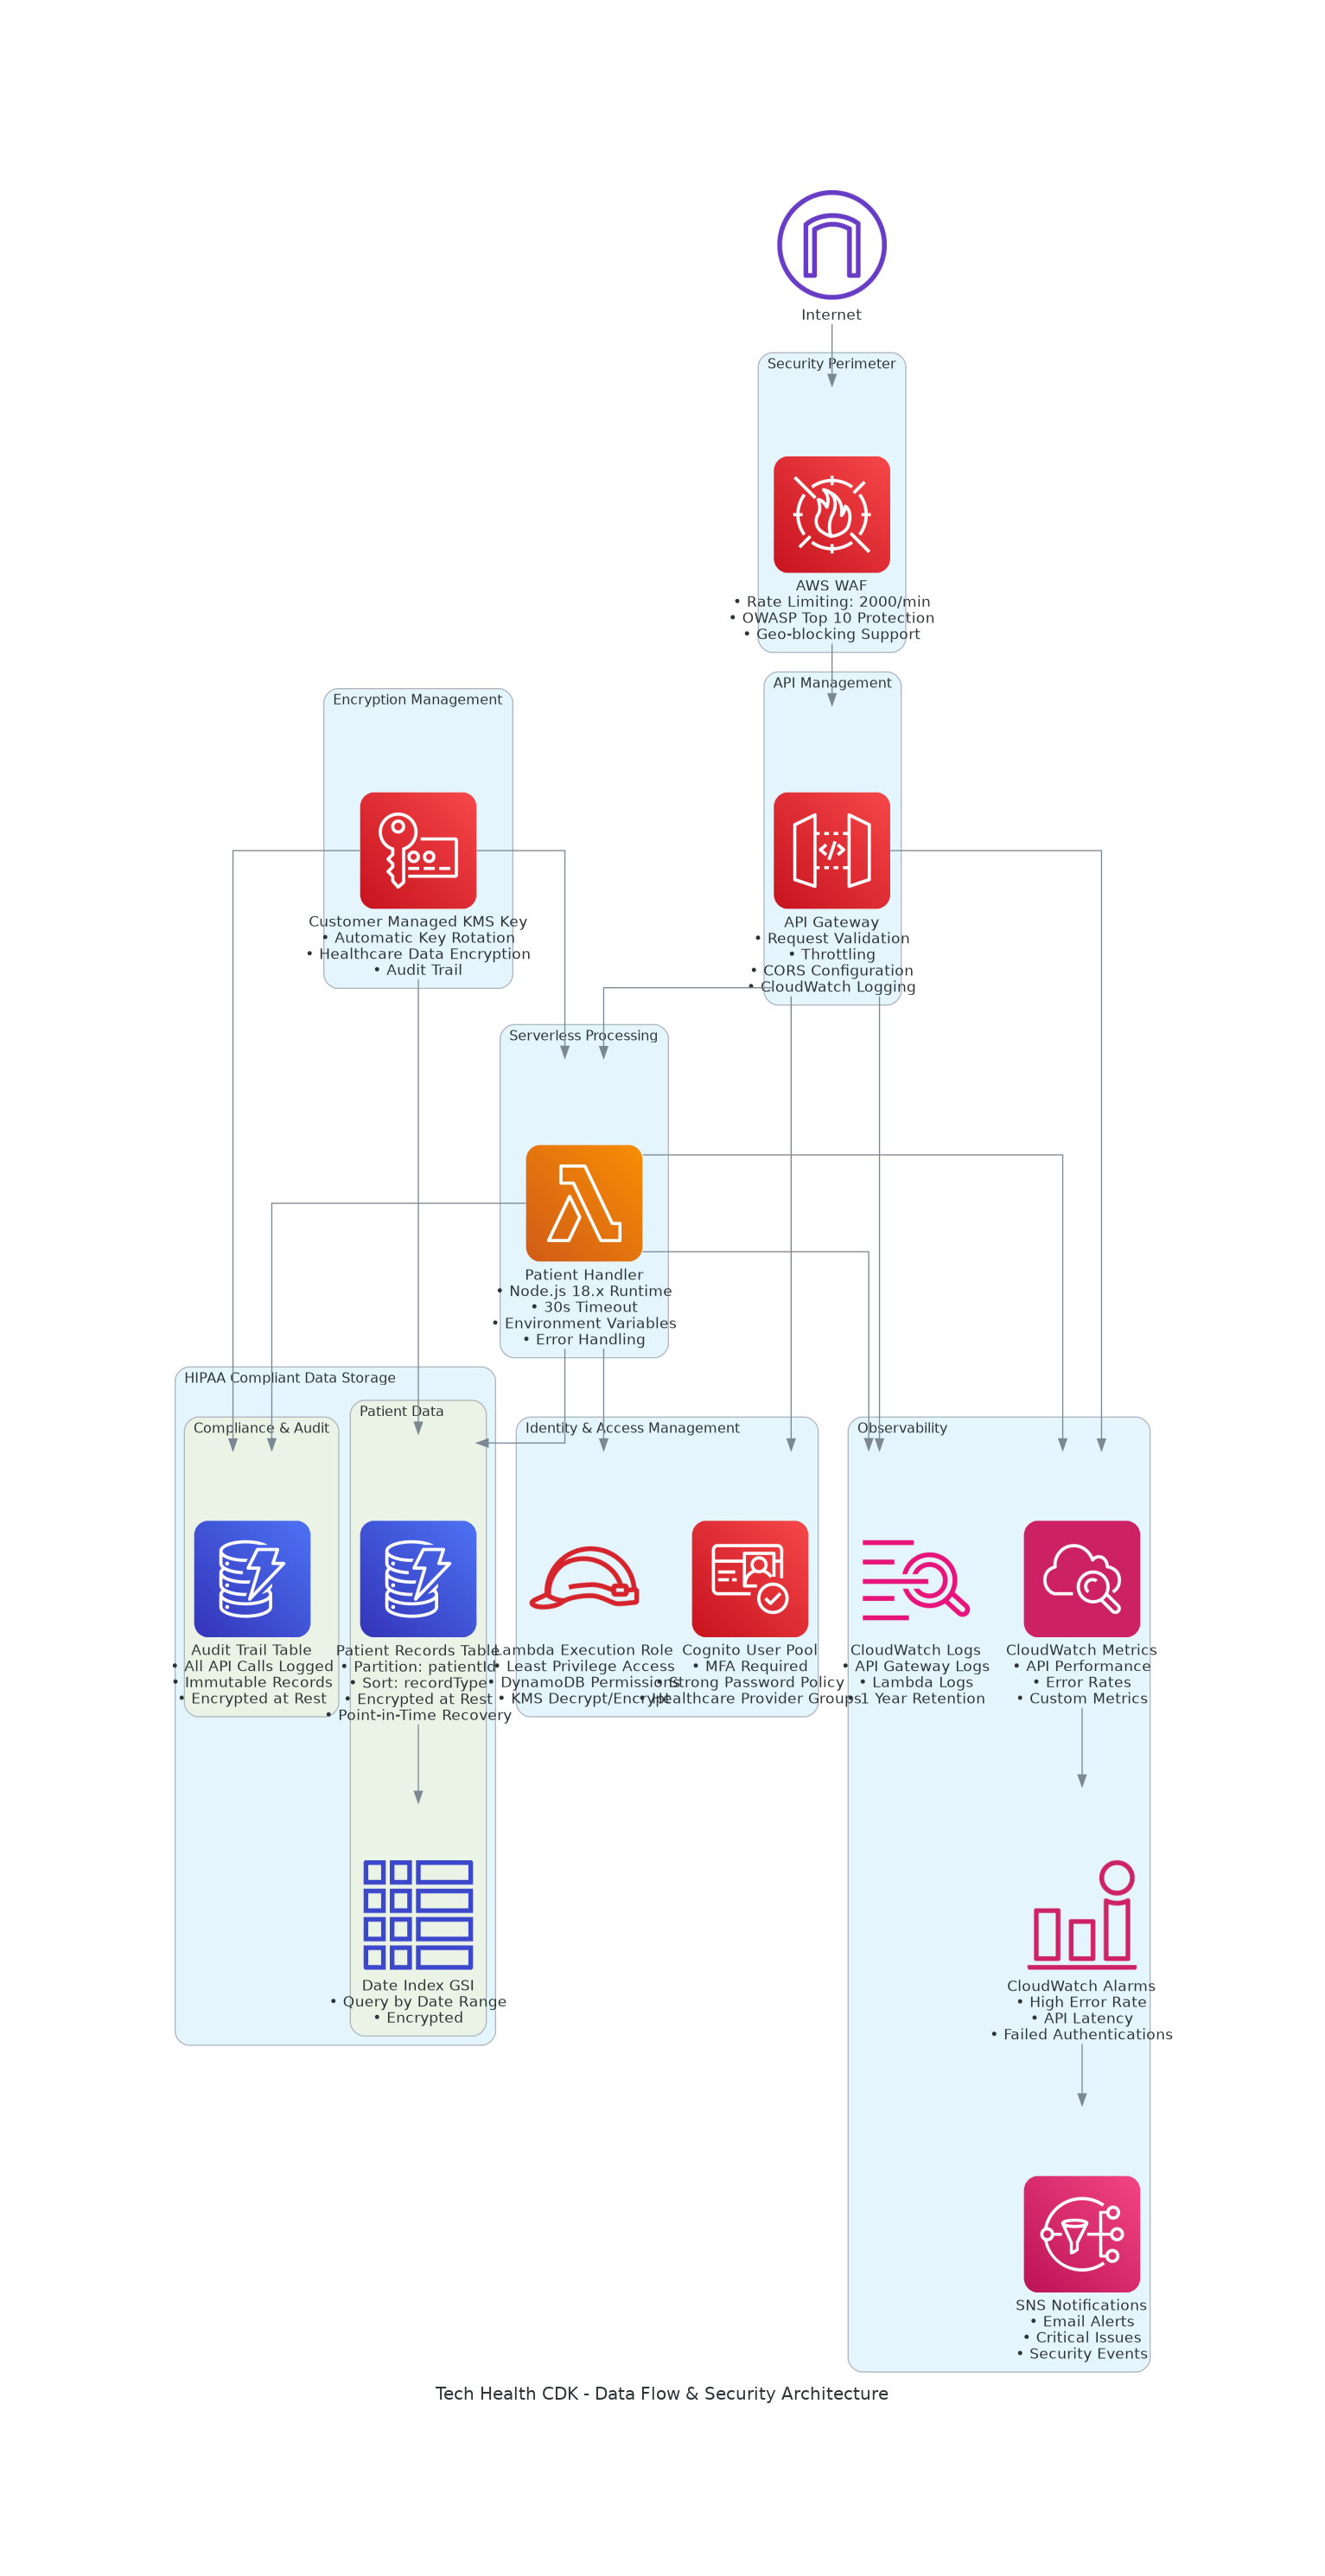 Internet
Security Perimeter
AWS WAF
• Rate Limiting: 2000/min
• OWASP Top 10 Protection
• Geo-blocking Support
API Management
API Gateway
• Request Validation
• Throttling
• CORS Configuration
• CloudWatch Logging
Encryption Management
Customer Managed KMS Key
• Automatic Key Rotation
• Healthcare Data Encryption
• Audit Trail
Serverless Processing
Patient Handler
• Node.js 18.x Runtime
• 30s Timeout
• Environment Variables
• Error Handling
HIPAA Compliant Data Storage
Compliance & Audit
Audit Trail Table
• All API Calls Logged
• Immutable Records
• Encrypted at Rest
Patient Data
Patient Records Table
• Partition: patientId
• Sort: recordType
• Encrypted at Rest
• Point-in-Time Recovery
Date Index GSI
• Query by Date Range
• Encrypted
Identity & Access Management
Lambda Execution Role
• Least Privilege Access
• DynamoDB Permissions
• KMS Decrypt/Encrypt
Cognito User Pool
• MFA Required
• Strong Password Policy
• Healthcare Provider Groups
Observability
CloudWatch Logs
• API Gateway Logs
• Lambda Logs
• 1 Year Retention
CloudWatch Metrics
• API Performance
• Error Rates
• Custom Metrics
CloudWatch Alarms
• High Error Rate
• API Latency
• Failed Authentications
SNS Notifications
• Email Alerts
• Critical Issues
• Security Events
Tech Health CDK - Data Flow & Security Architecture